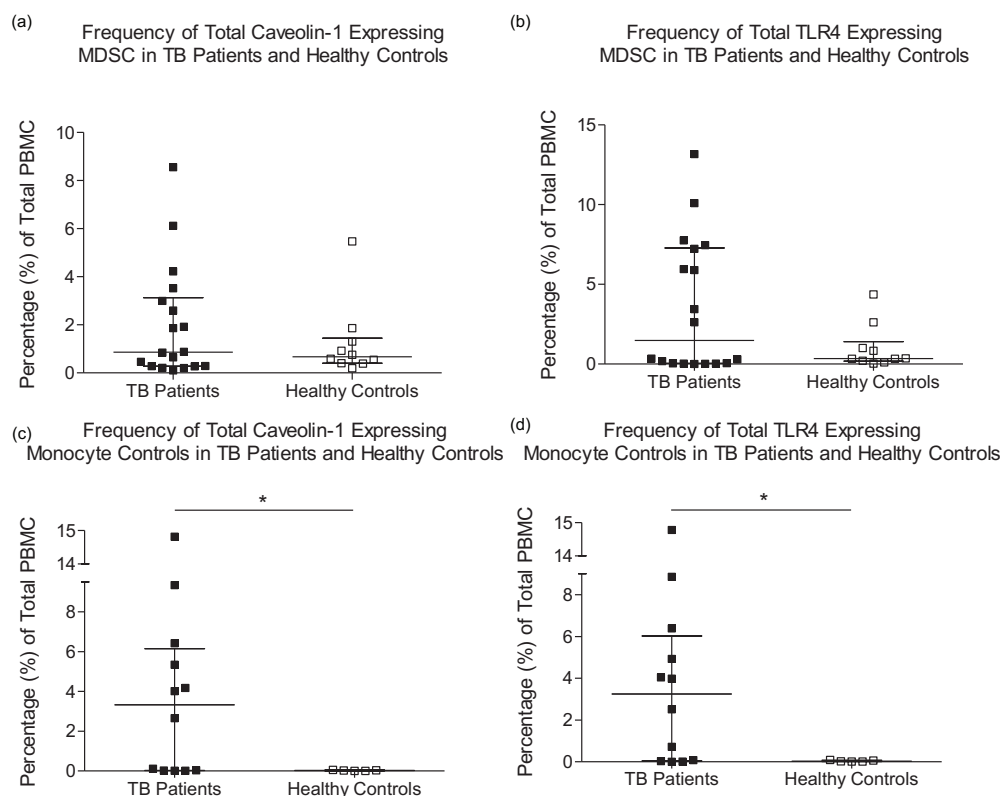 (a)
Frequency of Total Caveolin-1 Expressing
MDSC in TB Patients and Healthy Controls
Percentage (%) of Total PBMC
10
8
6
4
2
0
TB Patients
Healthy Controls
(b)
Frequency of Total TLR4 Expressing
MDSC in TB Patients and Healthy Controls
Percentage (%) of Total PBMC
15
10
5
0
TB Patients
Healthy Controls
(c)
Frequency of Total Caveolin-1 Expressing
Monocyte Controls in TB Patients and Healthy Controls
*
Percentage (%) of Total PBMC
15
14
8
6
4
2
0
TB Patients
Healthy Controls
(d)
Frequency of Total TLR4 Expressing
Monocyte Controls in TB Patients and Healthy Controls
*
Percentage (%) of Total PBMC
15
14
8
6
4
2
0
TB Patients
Healthy Controls